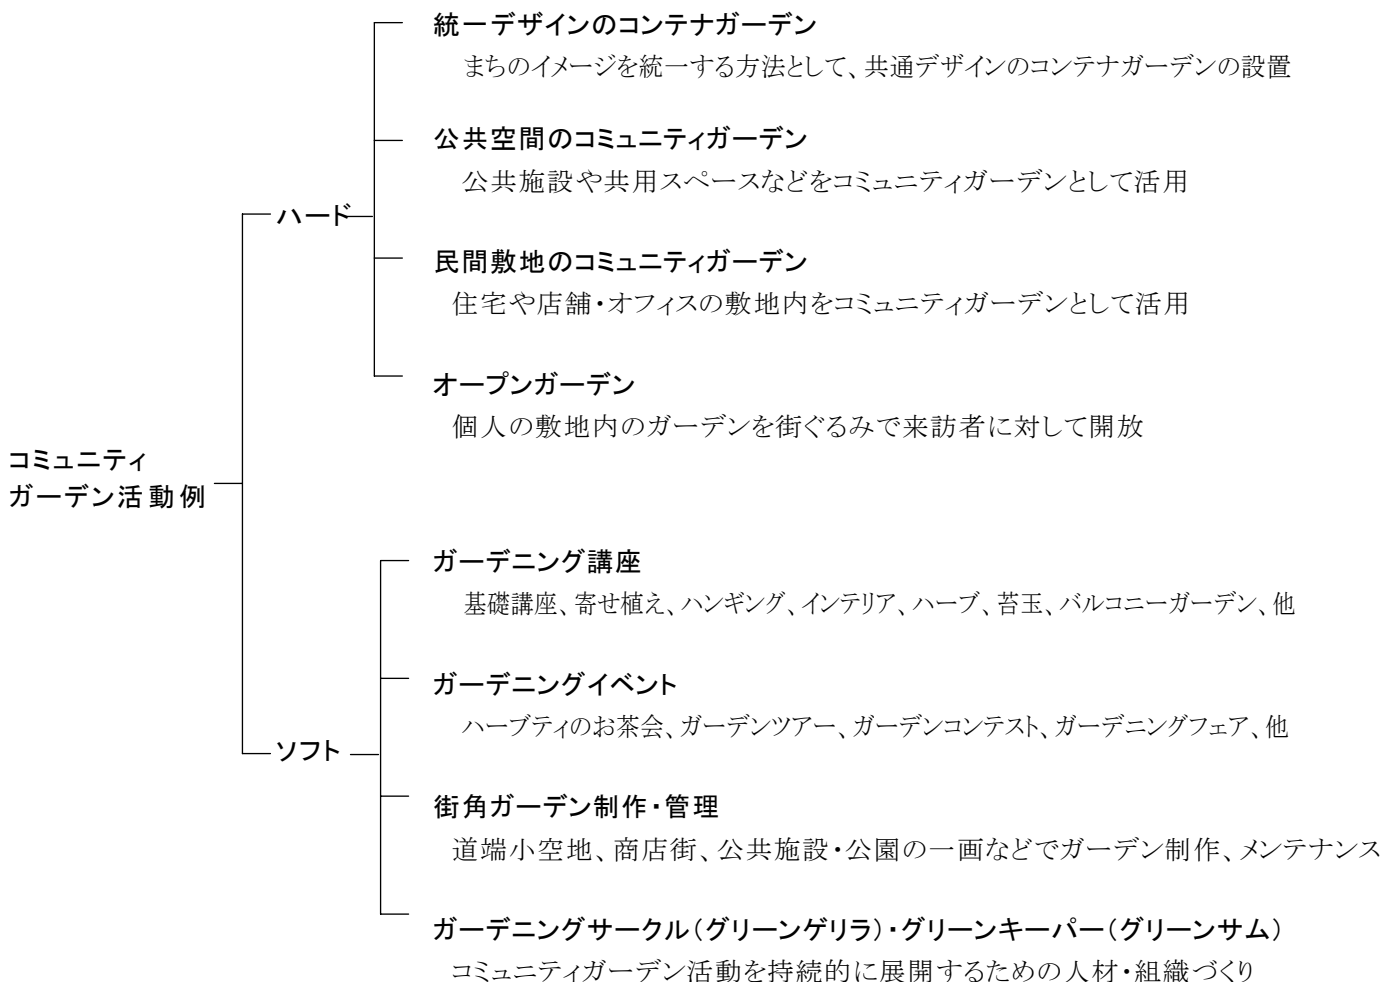 統一デザインのコンテナガーデン
まちのイメージを統一する方法として、共通デザインのコンテナガーデンの設置
公共空間のコミュニティガーデン
公共施設や共用スペースなどをコミュニティガーデンとして活用
ハード
民間敷地のコミュニティガーデン
住宅や店舗・オフィスの敷地内をコミュニティガーデンとして活用
オープンガーデン
個人の敷地内のガーデンを街ぐるみで来訪者に対して開放
コミュニティ
ガーデン活動例
ガーデニング講座
基礎講座、寄せ植え、ハンギング、インテリア、ハーブ、苔玉、バルコニーガーデン、他
ガーデニングイベント
ハーブティのお茶会、ガーデンツアー、ガーデンコンテスト、ガーデニングフェア、他
ソフト
街角ガーデン制作・管理
道端小空地、商店街、公共施設・公園の一画などでガーデン制作、メンテナンス
ガーデニングサークル（グリーンゲリラ）・グリーンキーパー（グリーンサム）
コミュニティガーデン活動を持続的に展開するための人材・組織づくり